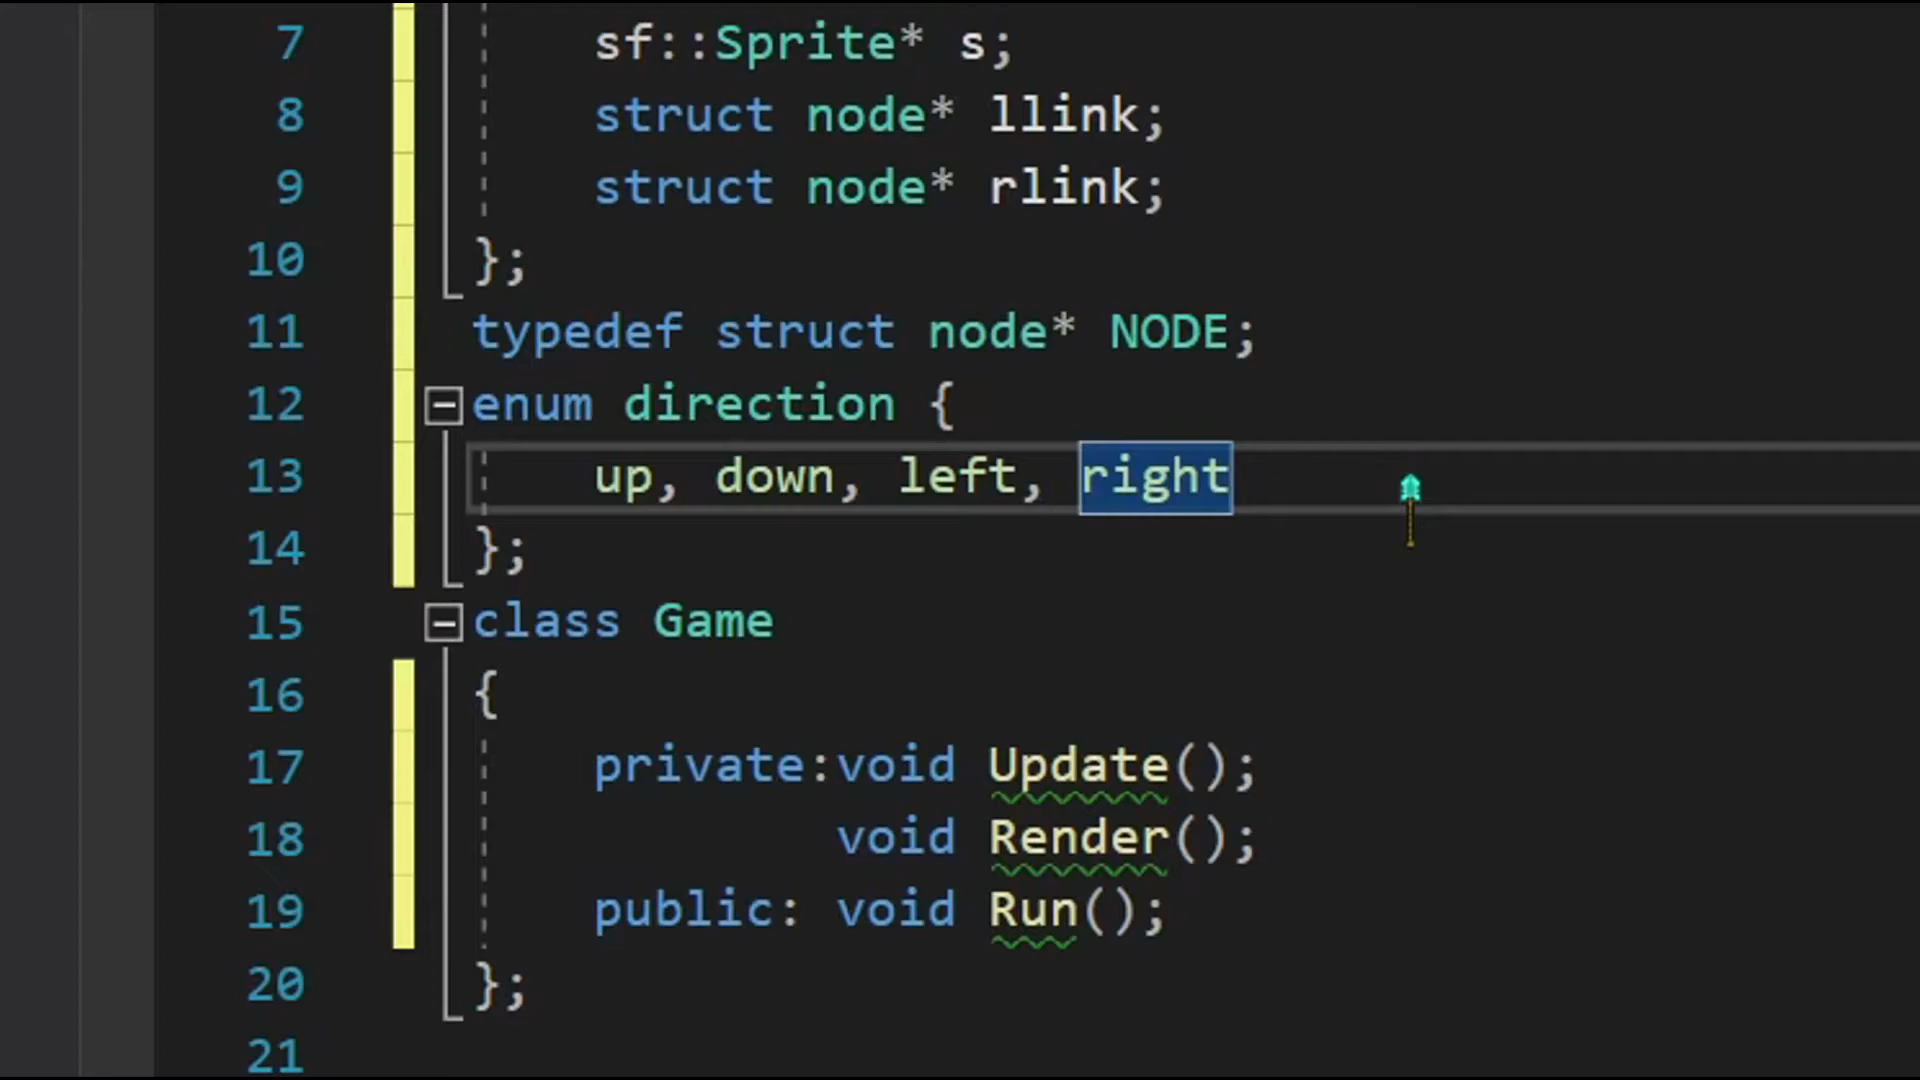 7 sf::Sprite* s;
8 struct node* llink;
9 struct node* rlink;
10 };
11 typedef struct node* NODE;
12 enum direction {
13 up, down, left, right
14 };
15 class Game
16 {
17 private:void Update();
18 void Render();
19 public: void Run();
20 };
21